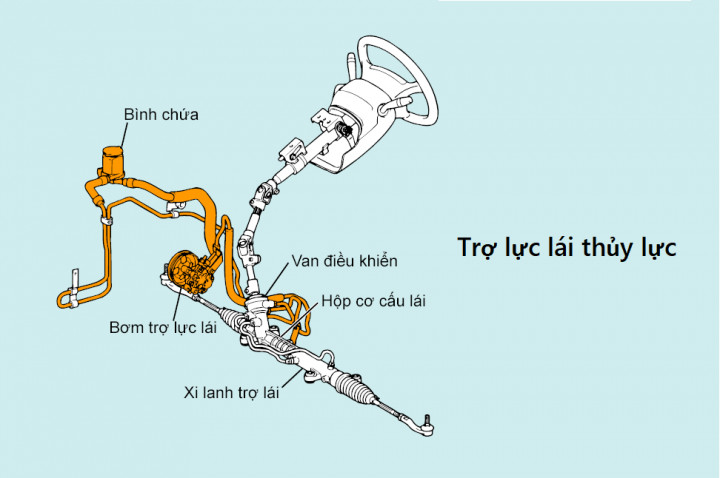 Bình chứa
Trợ lực lái thủy lực
Van điều khiển
Hộp cơ cấu lái
Bơm trợ lực lái
Xi lanh trợ lái